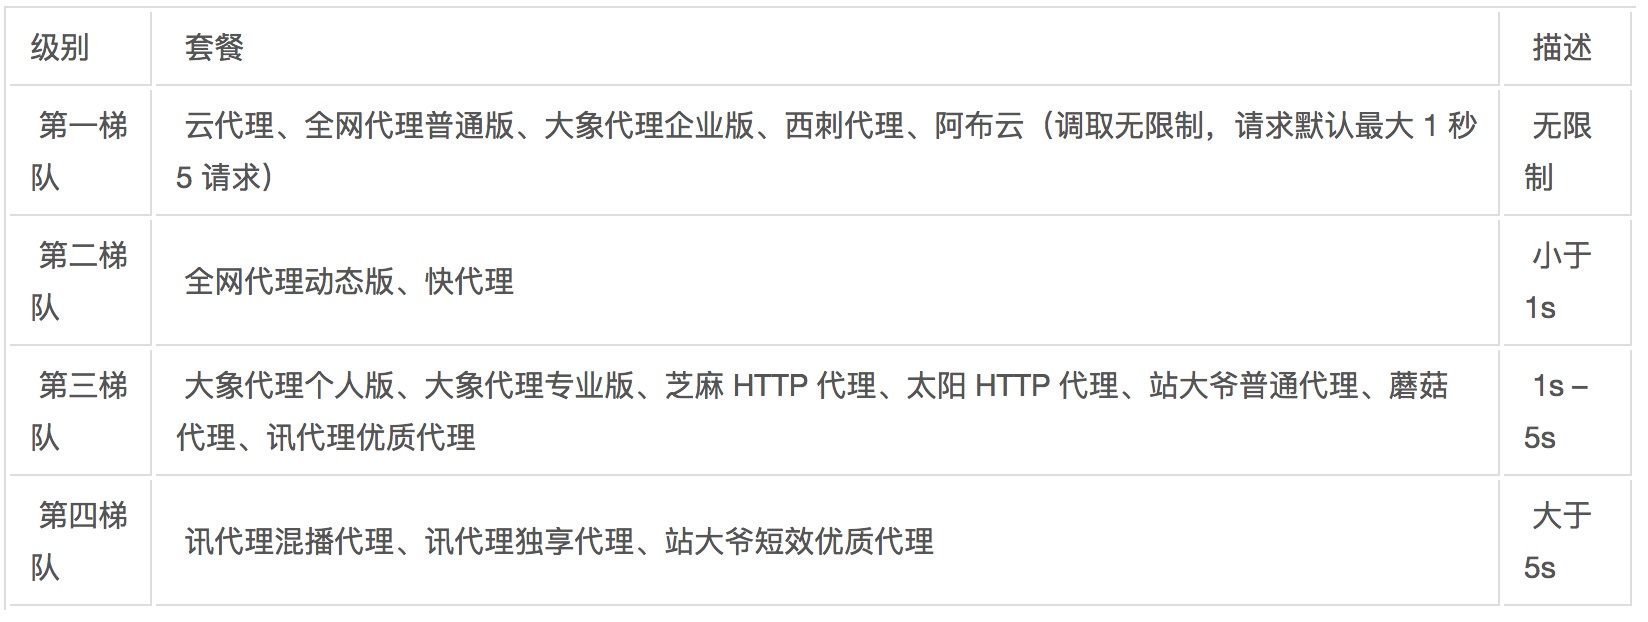 级别 套餐 描述
第一梯队 云代理、全网代理普通版、大象代理企业版、西刺代理、阿布云（调取无限制，请求默认最大 1 秒 5 请求） 无限制
第二梯队 全网代理动态版、快代理 小于 1s
第三梯队 大象代理个人版、大象代理专业版、芝麻 HTTP 代理、太阳 HTTP 代理、站大爷普通代理、蘑菇代理、讯代理优质代理 1s – 5s
第四梯队 讯代理混播代理、讯代理独享代理、站大爷短效优质代理 大于 5s